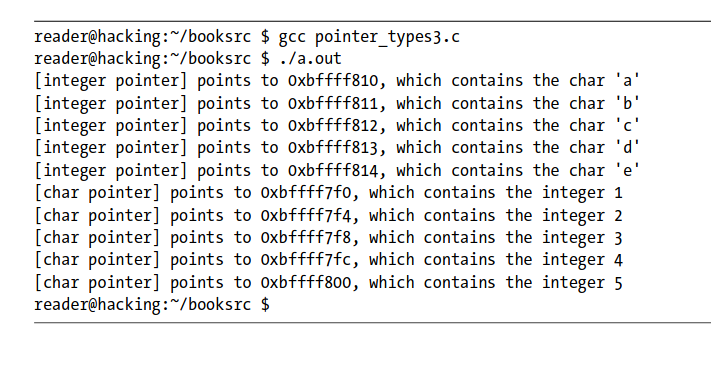 reader@hacking:~/booksrc $ gcc pointer_types3.c
reader@hacking:~/booksrc $ ./a.out
[integer pointer] points to 0xbffff810, which contains the char 'a'
[integer pointer] points to 0xbffff811, which contains the char 'b'
[integer pointer] points to 0xbffff812, which contains the char 'c'
[integer pointer] points to 0xbffff813, which contains the char 'd'
[integer pointer] points to 0xbffff814, which contains the char 'e'
[char pointer] points to 0xbffff7f0, which contains the integer 1
[char pointer] points to 0xbffff7f4, which contains the integer 2
[char pointer] points to 0xbffff7f8, which contains the integer 3
[char pointer] points to 0xbffff7fc, which contains the integer 4
[char pointer] points to 0xbffff800, which contains the integer 5
reader@hacking:~/booksrc $